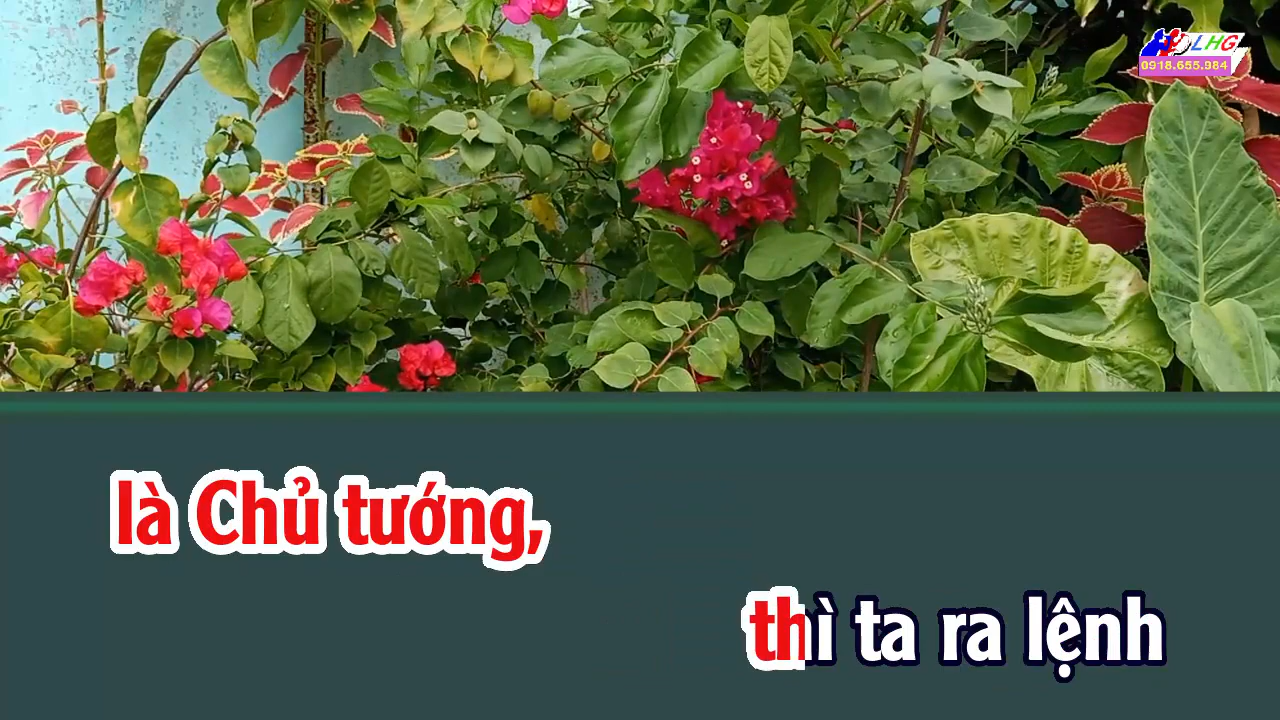 LHG
0918.655.984
là Chủ tướng,
thì ta ra lệnh